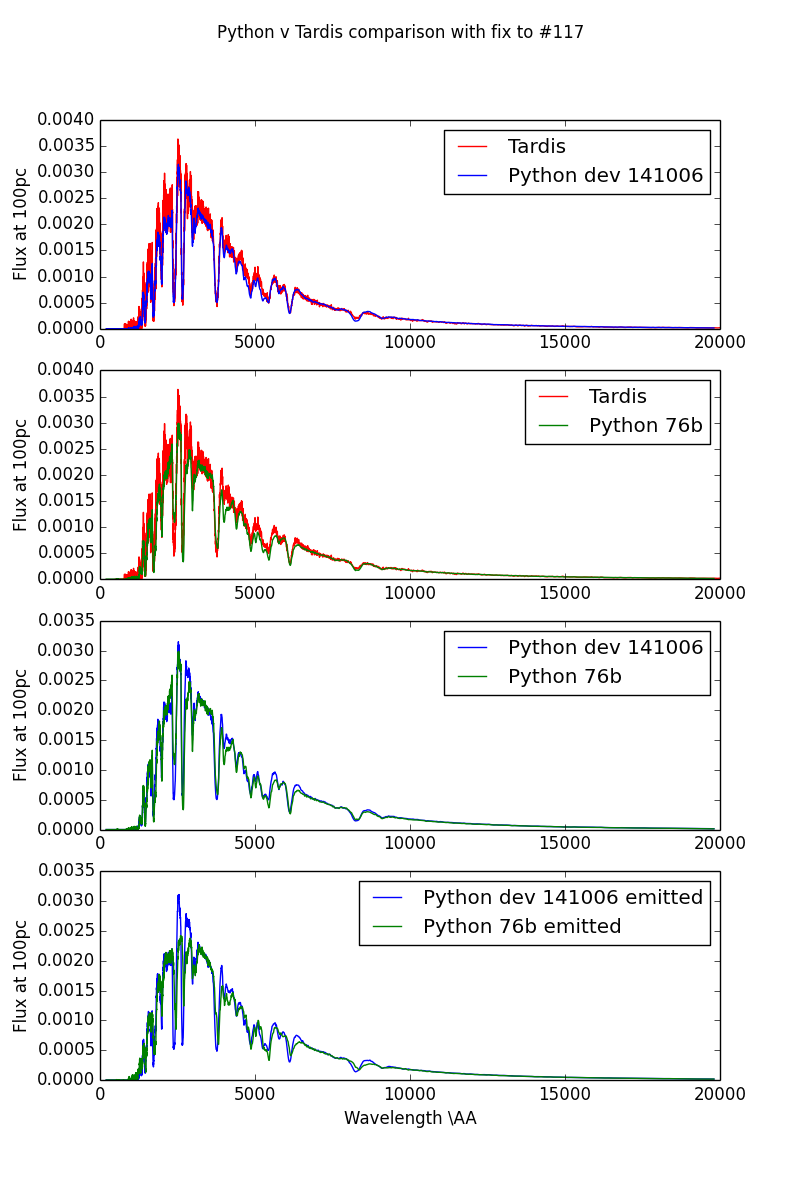 Python v Tardis comparison with fix to #117
0.0040
0.0035
0.0030
0.0025
0.0020
0.0015
0.0010
0.0005
0.0000
Flux at 100pc
Tardis
Python dev 141006
0 5000 10000 15000 20000
0.0040
0.0035
0.0030
0.0025
0.0020
0.0015
0.0010
0.0005
0.0000
Flux at 100pc
Tardis
Python 76b
0 5000 10000 15000 20000
0.0035
0.0030
0.0025
0.0020
0.0015
0.0010
0.0005
0.0000
Flux at 100pc
Python dev 141006
Python 76b
0 5000 10000 15000 20000
0.0035
0.0030
0.0025
0.0020
0.0015
0.0010
0.0005
0.0000
Flux at 100pc
Python dev 141006 emitted
Python 76b emitted
0 5000 10000 15000 20000
Wavelength \AA